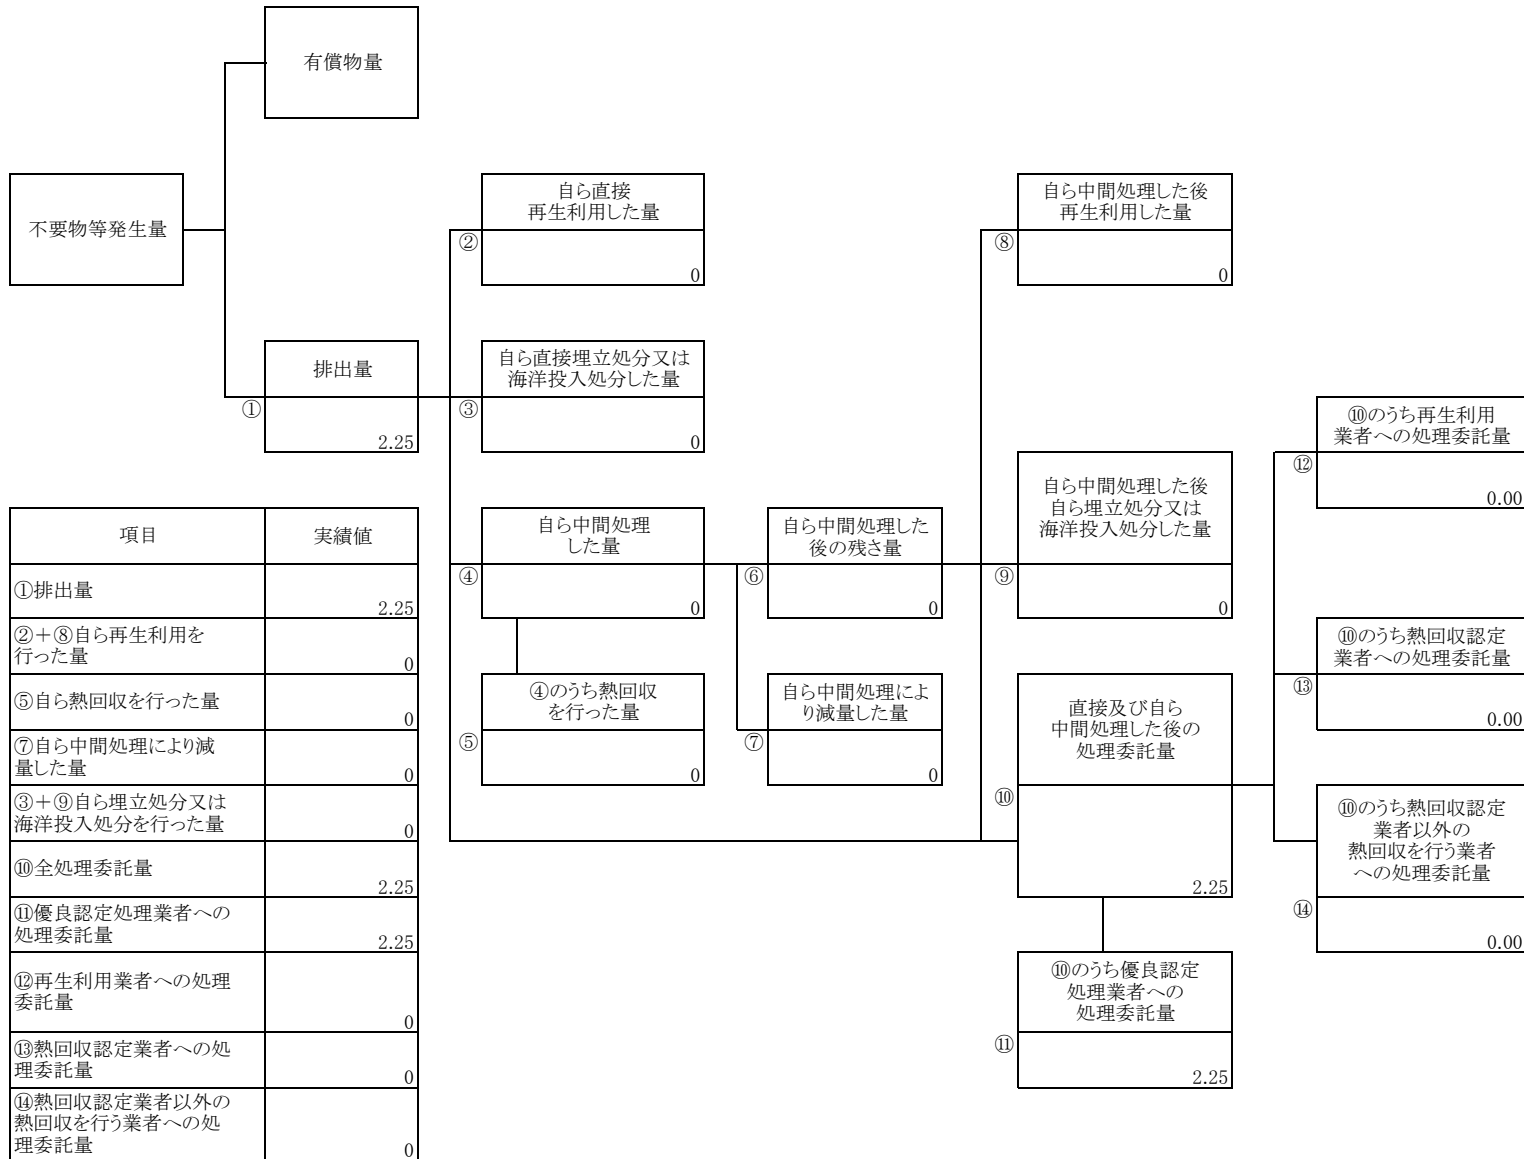 有償物量
不要物等発生量
自ら直接
再生利用した量
②
0
自ら中間処理した後
再生利用した量
⑧
0
排出量
①
2.25
自ら直接埋立処分又は
海洋投入処分した量
③
0
⑩のうち再生利用
業者への処理委託量
⑫
0.00
自ら中間処理
した量
④
0
自ら中間処理した
後の残さ量
⑥
0
自ら中間処理した後
自ら埋立処分又は
海洋投入処分した量
⑨
0
⑩のうち熱回収認定
業者への処理委託量
⑬
0.00
④のうち熱回収
を行った量
⑤
0
自ら中間処理によ
り減量した量
⑦
0
直接及び自ら
中間処理した後の
処理委託量
⑩
2.25
⑩のうち熱回収認定
業者以外の
熱回収を行う業者
への処理委託量
⑭
0.00
⑩のうち優良認定
処理業者への
処理委託量
⑪
2.25
項目
実績値
①排出量
2.25
②＋⑧自ら再生利用を
行った量
0
⑤自ら熱回収を行った量
0
⑦自ら中間処理により減
量した量
0
③＋⑨自ら埋立処分又は
海洋投入処分を行った量
0
⑩全処理委託量
2.25
⑪優良認定処理業者への
処理委託量
2.25
⑫再生利用業者への処理
委託量
0
⑬熱回収認定業者への処
理委託量
0
⑭熱回収認定業者以外の
熱回収を行う業者への処
理委託量
0